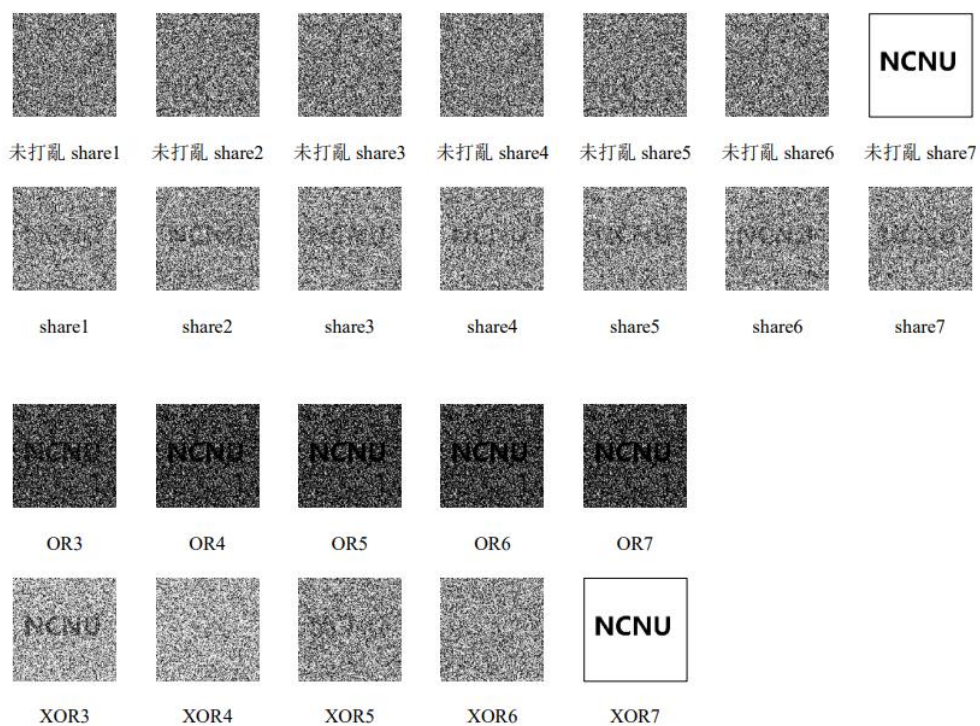 NCNU
未打亂 share1 未打亂 share2 未打亂 share3 未打亂 share4 未打亂 share5 未打亂 share6 未打亂 share7
NCNU
share1 share2 share3 share4 share5 share6 share7
NCNU NCNU NCNU NCNU NCNU
OR3 OR4 OR5 OR6 OR7
NCNU NCNU
XOR3 XOR4 XOR5 XOR6 XOR7